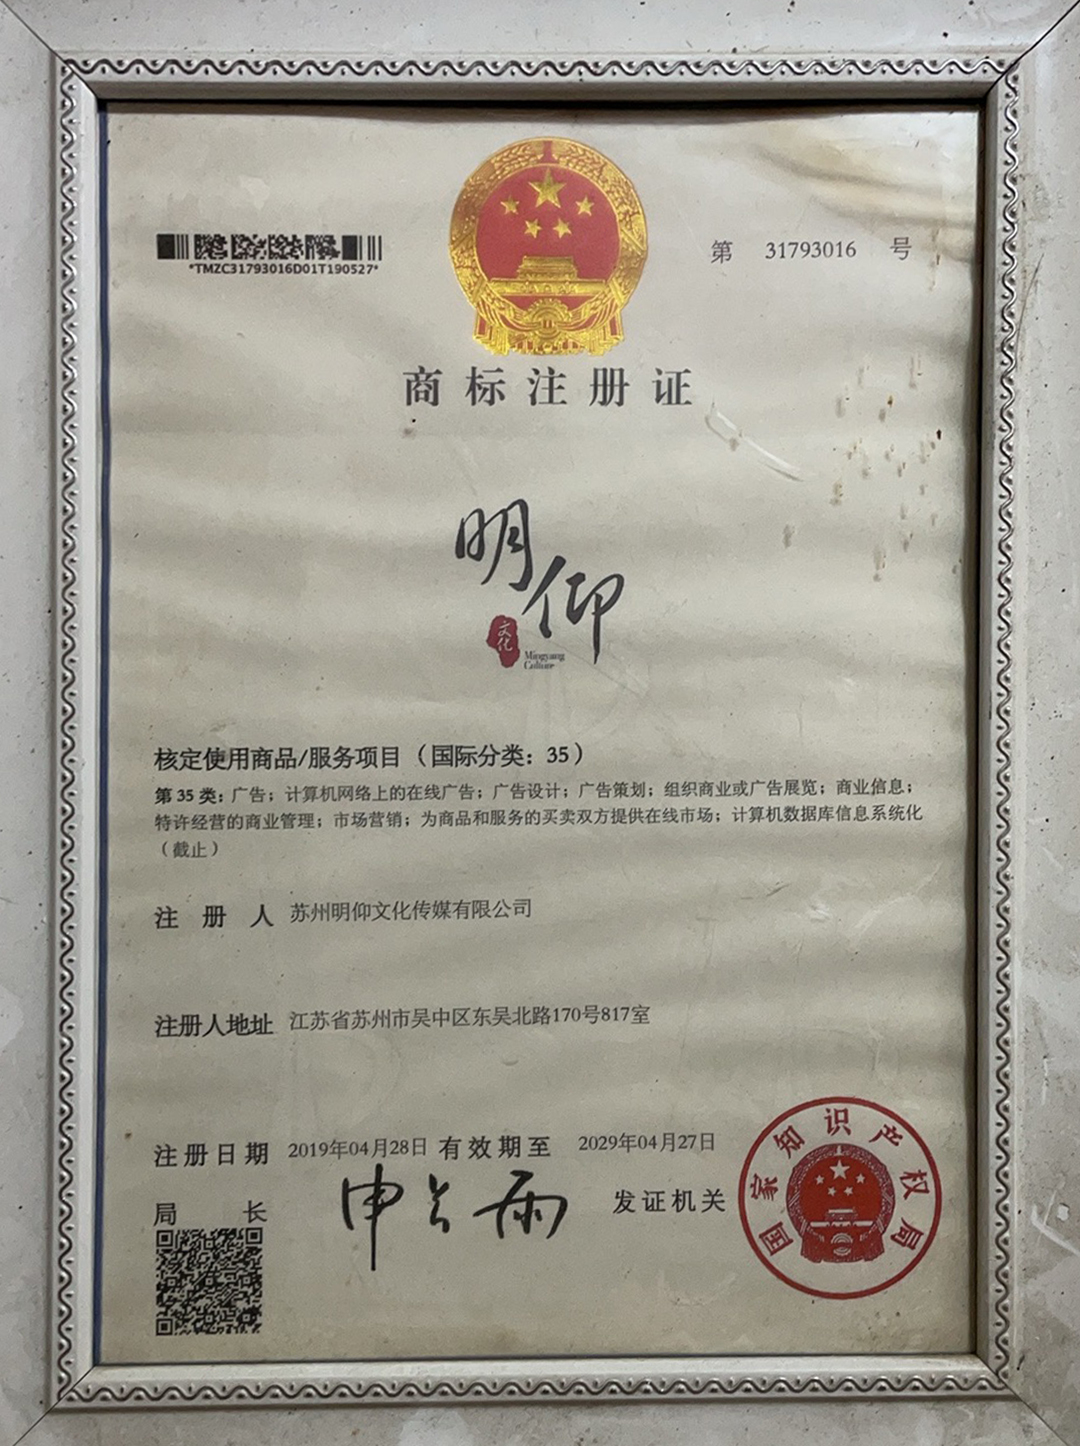 *TMZC31793016D01T190527*
第 31793016 号
商标注册证
明仰
文化
Mingyang
Culture
核定使用商品/服务项目（国际分类：35）
第 35 类：广告；计算机网络上的在线广告；广告设计；广告策划；组织商业或广告展览；商业信息；
特许经营的商业管理；市场营销；为商品和服务的买卖双方提供在线市场；计算机数据库信息系统化
（截止）
注册人 苏州明仰文化传媒有限公司
注册人地址 江苏省苏州市吴中区东吴北路170号817室
注册日期 2019年04月28日 有效期至 2029年04月27日
局长 申长雨 发证机关
国家知识产权局